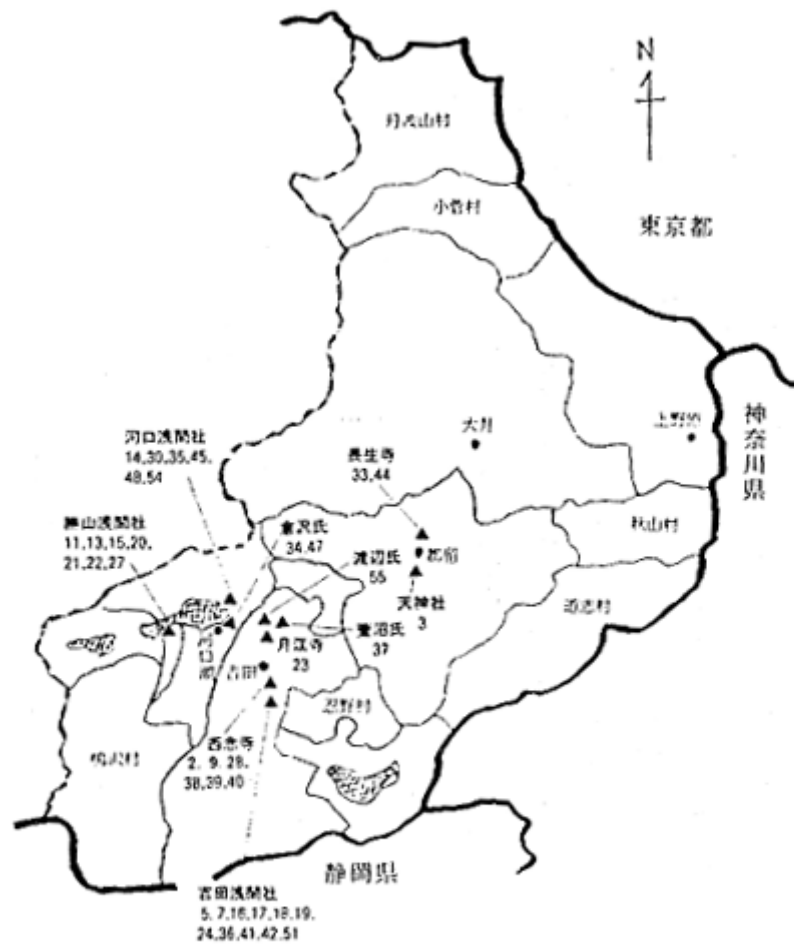 N
丹波山村
小菅村
東京都
大月
上野原
神奈川県
河口浅間社
14,30,35,45,
48,54
長生寺
33,44
勝山浅間社
11,13,15,20,
21,22,27
倉沢氏
34,47
渡辺氏
55
都留
秋山村
道志村
天神社
3
萱沼氏
37
月江寺
23
河口湖
吉田
忍野村
鳴沢村
西念寺
2,9,28,
38,39,40
静岡県
吉田浅間社
5,7,16,17,18,19,
24,36,41,42,51